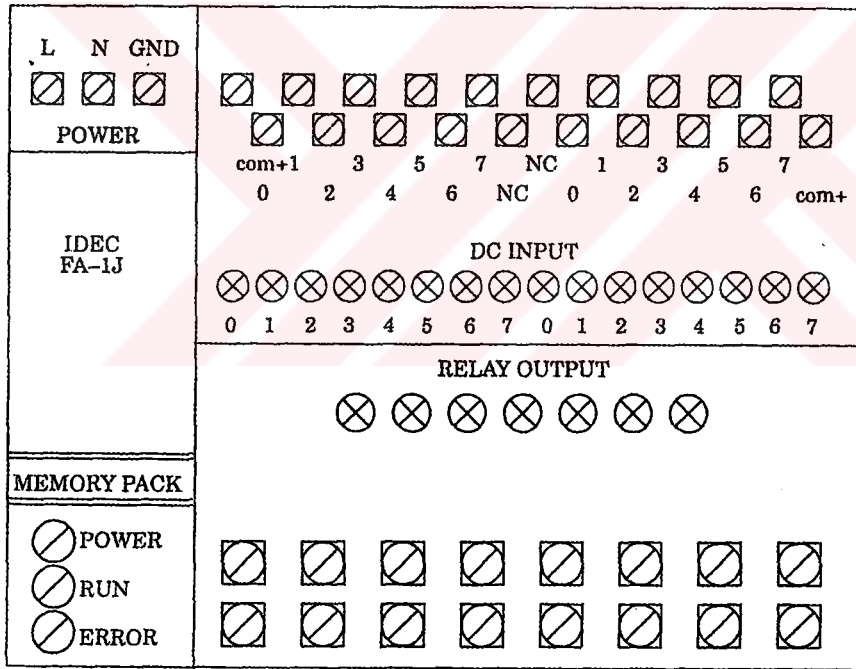 L N GND
POWER
com+1 3 5 7 NC 1 3 5 7
0 2 4 6 NC 0 2 4 6 com+
IDEC
FA-1J
DC INPUT
0 1 2 3 4 5 6 7 0 1 2 3 4 5 6 7
RELAY OUTPUT
MEMORY PACK
POWER
RUN
ERROR